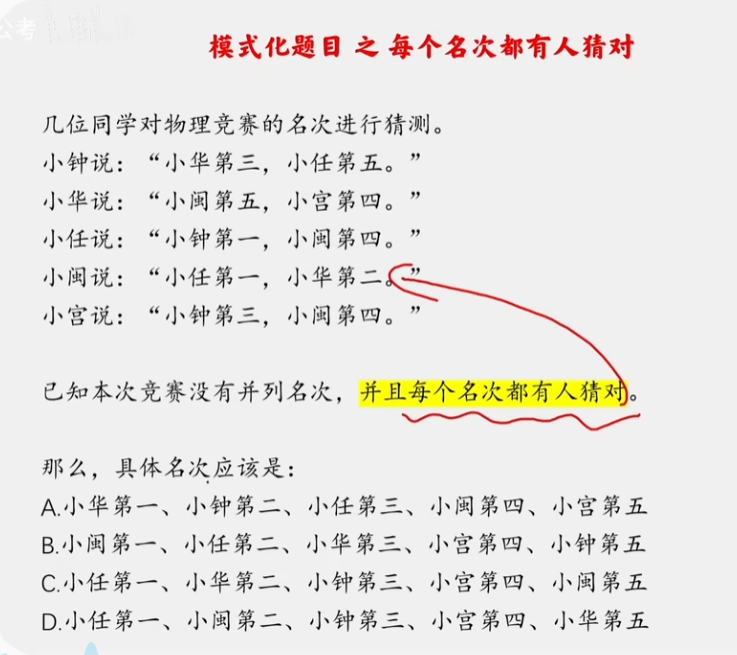 公考
模式化题目 之 每个名次都有人猜对
几位同学对物理竞赛的名次进行猜测。
小钟说：“小华第三，小任第五。”
小华说：“小闽第五，小宫第四。”
小任说：“小钟第一，小闽第四。”
小闽说：“小任第一，小华第二。”
小宫说：“小钟第三，小闽第四。”
已知本次竞赛没有并列名次，并且每个名次都有人猜对。
那么，具体名次应该是：
A.小华第一、小钟第二、小任第三、小闽第四、小宫第五
B.小闽第一、小任第二、小华第三、小宫第四、小钟第五
C.小任第一、小华第二、小钟第三、小宫第四、小闽第五
D.小任第一、小闽第二、小钟第三、小宫第四、小华第五